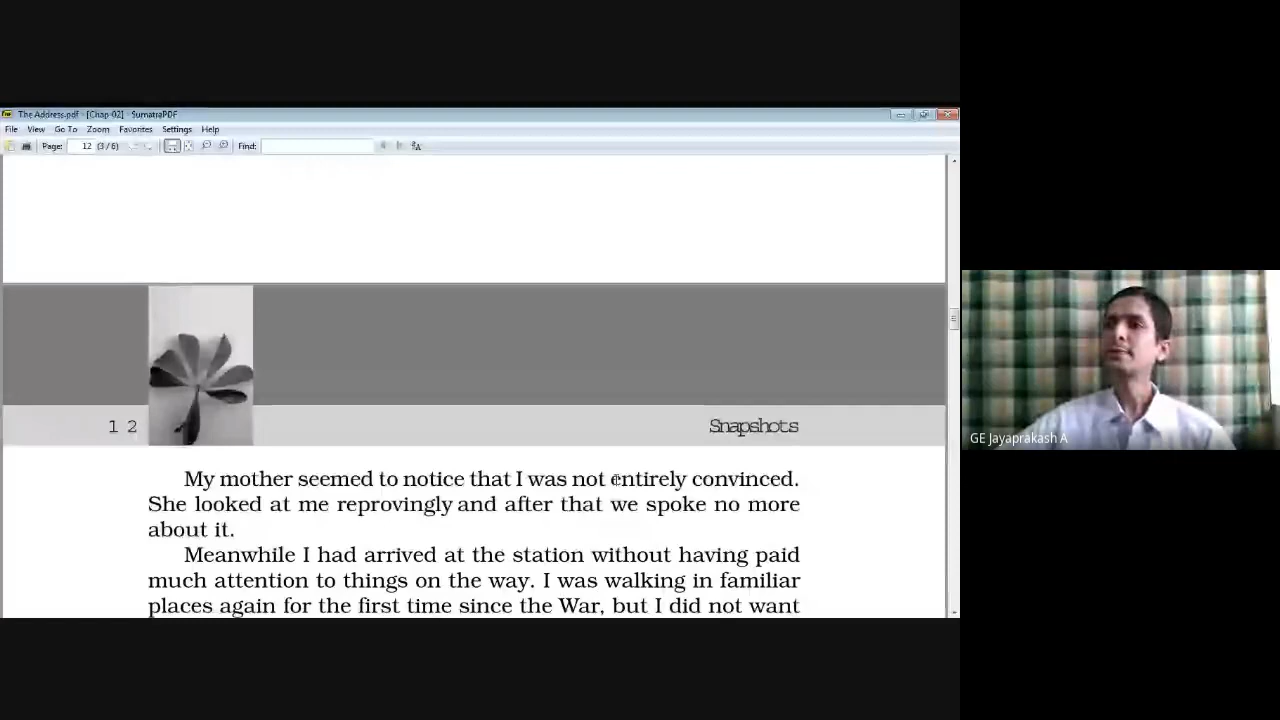 The Address.pdf - [Chap-02] - SumatraPDF
File View Go To Zoom Favorites Settings Help
Page: 12 (3 / 6) Find:
1 2 Snapshots
My mother seemed to notice that I was not entirely convinced.
She looked at me reprovingly and after that we spoke no more
about it.
Meanwhile I had arrived at the station without having paid
much attention to things on the way. I was walking in familiar
places again for the first time since the War, but I did not want
GE Jayaprakash A